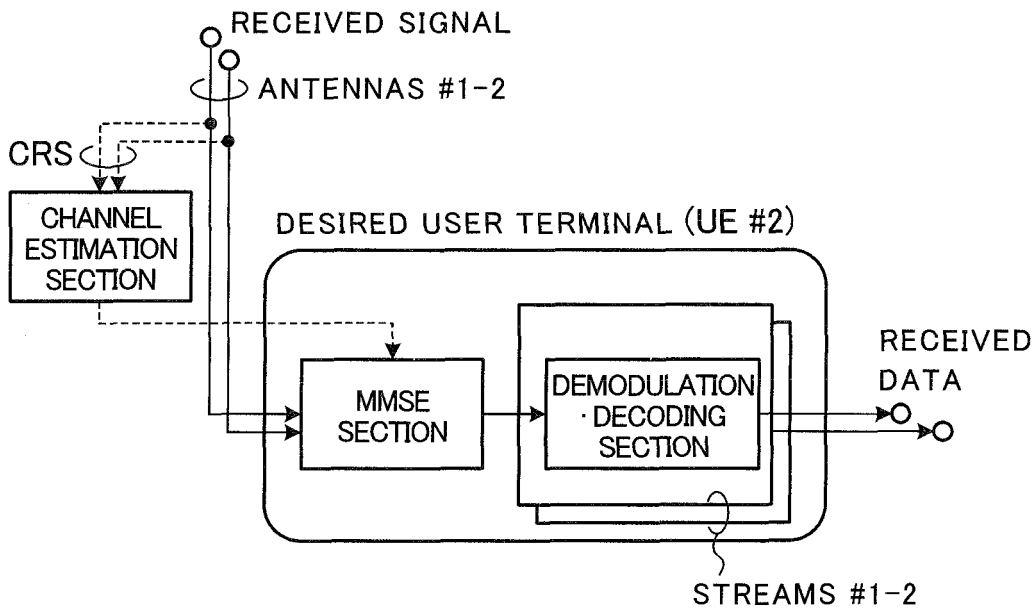 RECEIVED SIGNAL
ANTENNAS #1-2
CRS
CHANNEL
ESTIMATION
SECTION
DESIRED USER TERMINAL (UE #2)
MMSE
SECTION
DEMODULATION
·DECODING
SECTION
RECEIVED
DATA
STREAMS #1-2